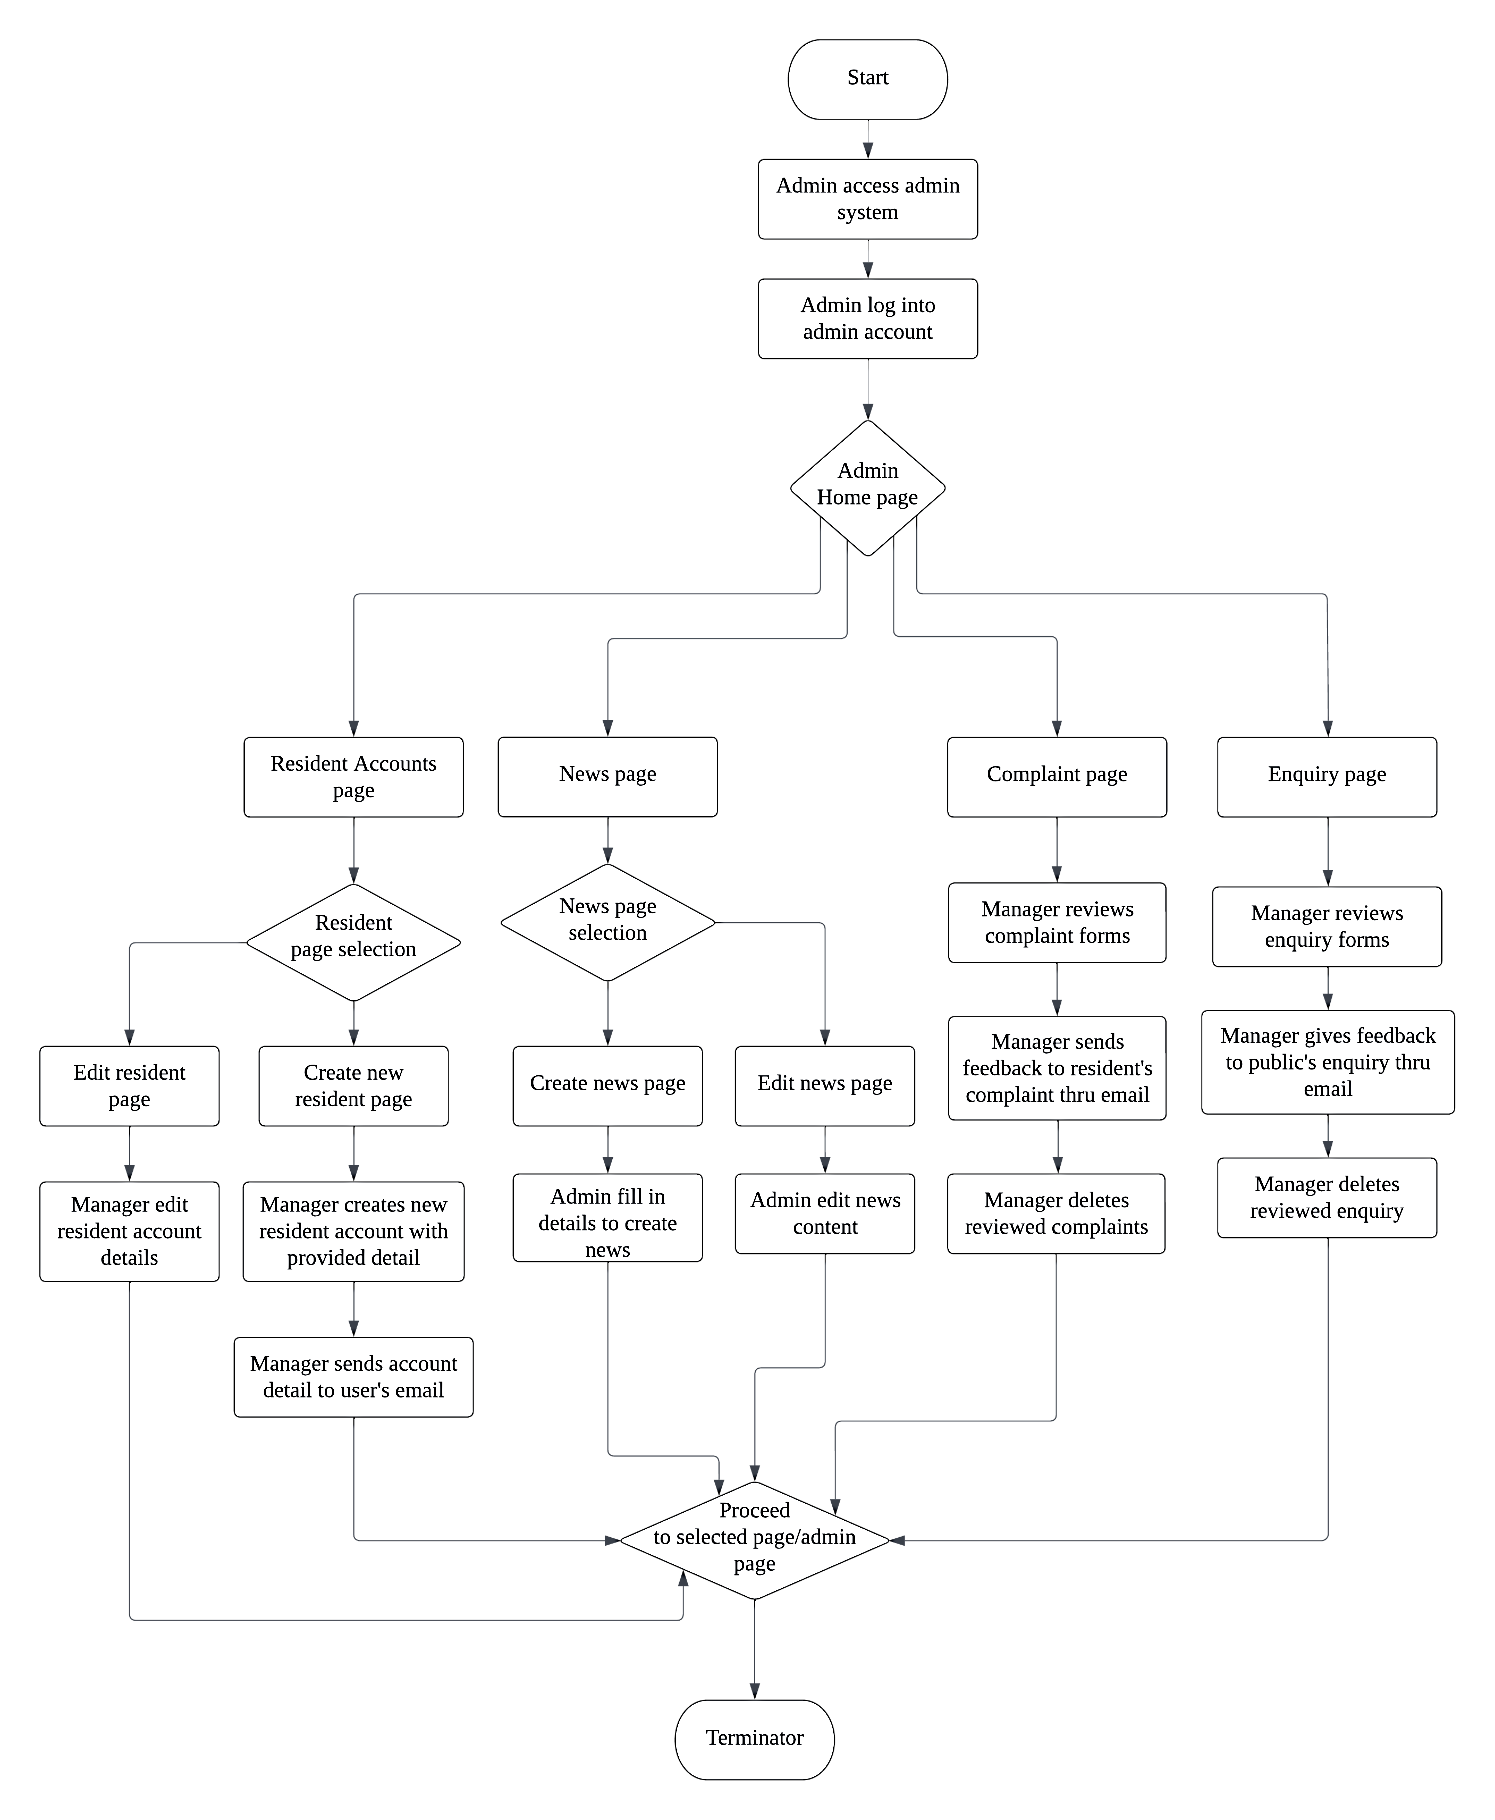 Start
Admin access admin
system
Admin log into
admin account
Admin
Home page
Resident Accounts
page
News page
Complaint page
Enquiry page
Resident
page selection
News page
selection
Manager reviews
complaint forms
Manager reviews
enquiry forms
Edit resident
page
Create new
resident page
Create news page
Edit news page
Manager sends
feedback to resident's
complaint thru email
Manager gives feedback
to public's enquiry thru
email
Manager edit
resident account
details
Manager creates new
resident account with
provided detail
Admin fill in
details to create
news
Admin edit news
content
Manager deletes
reviewed complaints
Manager deletes
reviewed enquiry
Manager sends account
detail to user's email
Proceed
to selected page/admin
page
Terminator